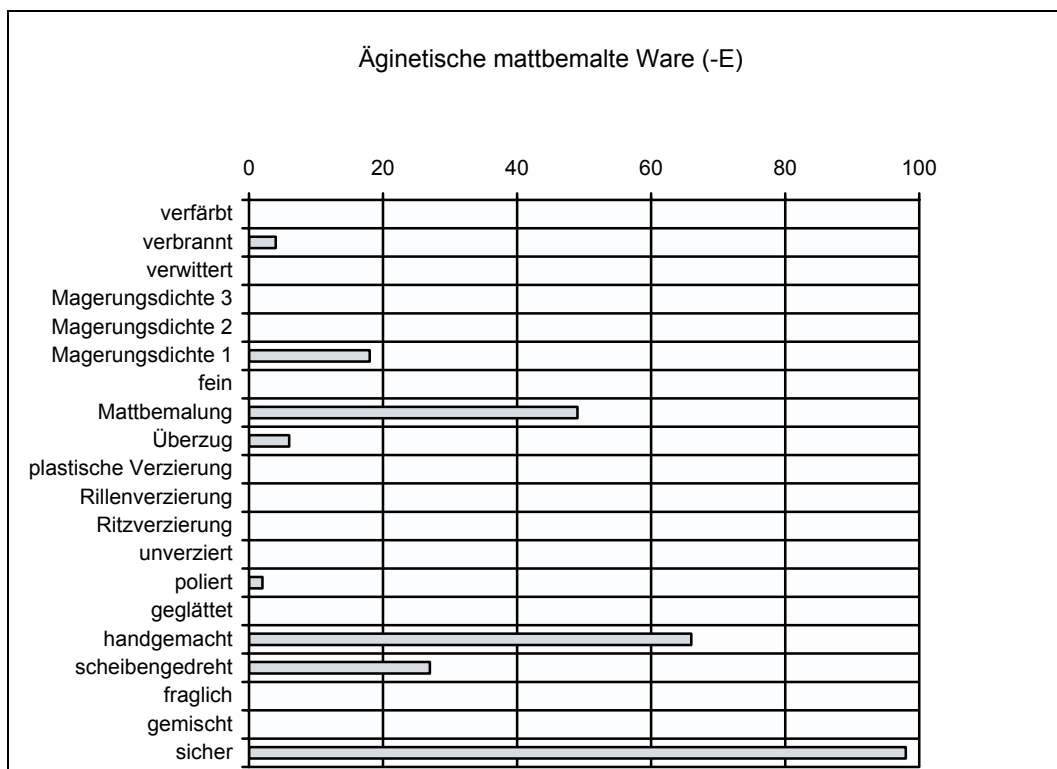 Äginetische mattbemalte Ware (-E)
0 20 40 60 80 100
verfärbt
verbrannt
verwittert
Magerungsdichte 3
Magerungsdichte 2
Magerungsdichte 1
fein
Mattbemalung
Überzug
plastische Verzierung
Rillenverzierung
Ritzverzierung
unverziert
poliert
geglättet
handgemacht
scheibengedreht
fraglich
gemischt
sicher